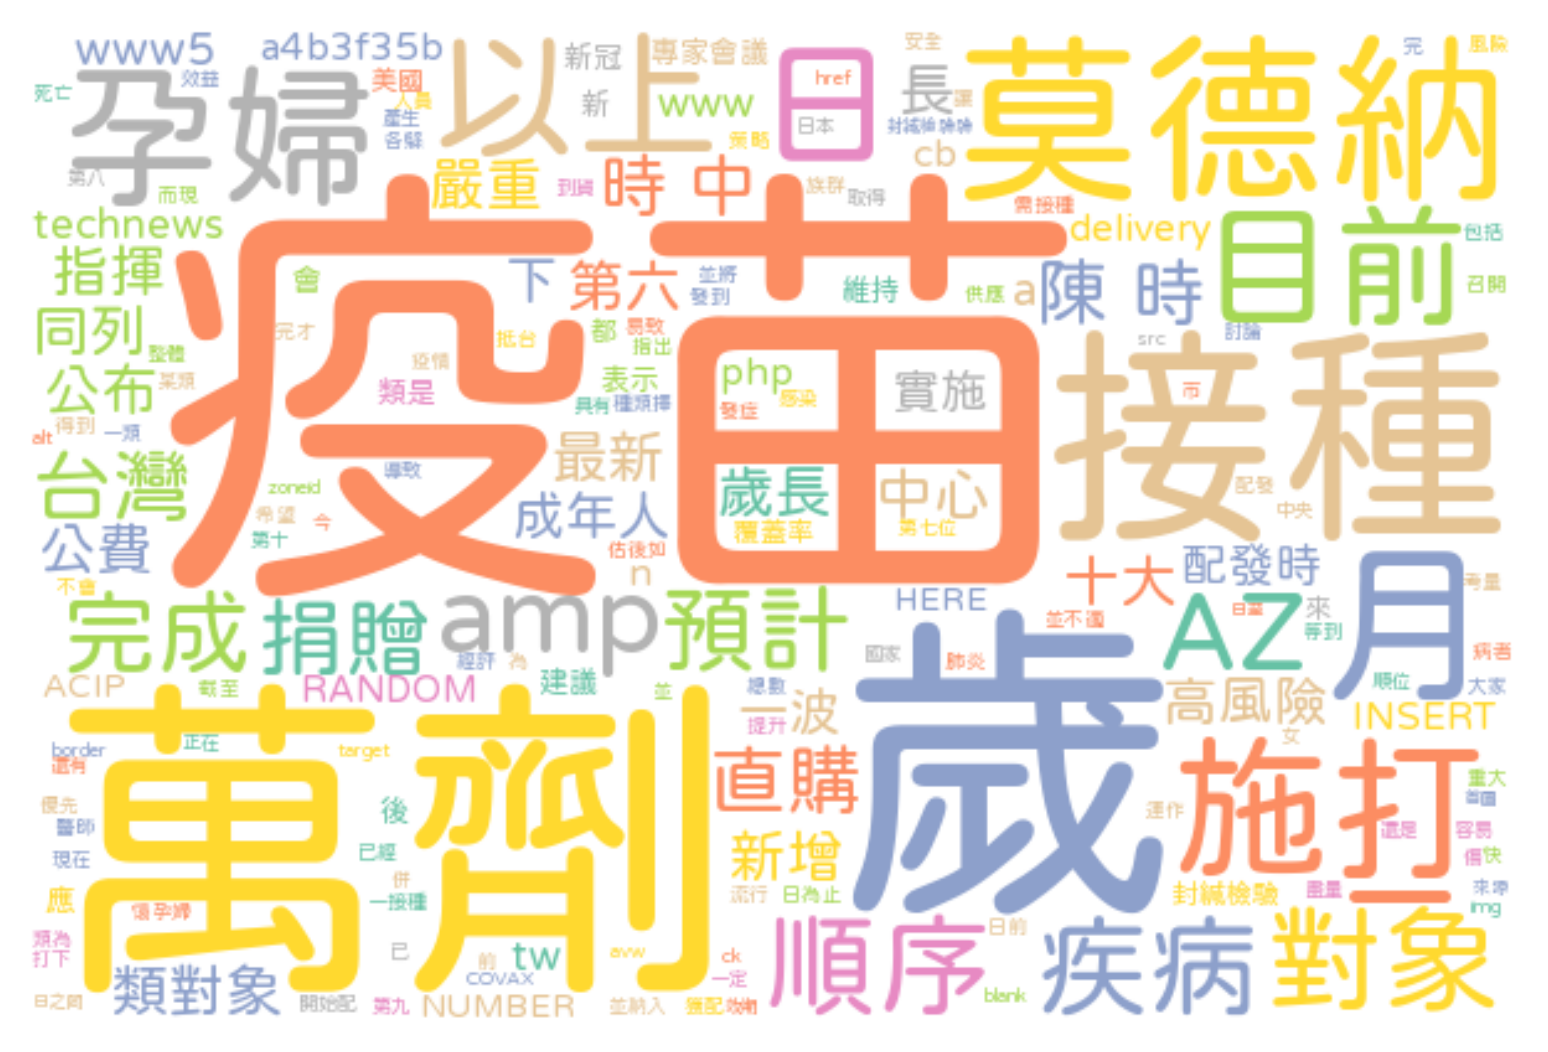 www5
a4b3f35b
以上
新冠
專家會議
日
href
安全
莫德納
完
風險
死亡
效益
孕婦
美國
人員
產生
各縣
新
www
策略
日本
長
讓
cb
第八
而現
嚴重
到貨
時中
族群
取得
需接種
technews
delivery
目前
包括
指揮
會
疫苗
下
第六
並將
發到
維持
供應
a
陳時
召開
同列
整體
完才
抵台
都
易致
指出
src
討論
接種
公布
某類
疫情
類是
表示
具有
種類擇
php
感染
發症
實施
市
alt
得到
一類
台灣
導致
最新
歲長
中心
zoneid
希望
今
成年人
覆蓋率
第七位
配發
中央
公費
第十
估後如
不會
n
十大
配發時
月
考量
完成
捐贈
amp
預計
HERE
並不適
AZ
日至
來
等到
經評
為
國家
肺炎
歲
病者
ACIP
截至
RANDOM
建議
並
總數
一波
提升
高風險
順位
大家
INSERT
女
border
還有
正在
target
萬劑
直購
施打
重大
優先
醫師
後
運作
還是
容易
現在
已經
新增
快
應
併
一接種
流行
日為止
封緘檢驗
風量
來源
img
懷孕婦
類為
打下
已
前
tw
avw
ck
一定
順序
日前
疾病
對象
COVAX
類對象
日之間
開始配
第九
NUMBER
並納入
獲配
blank